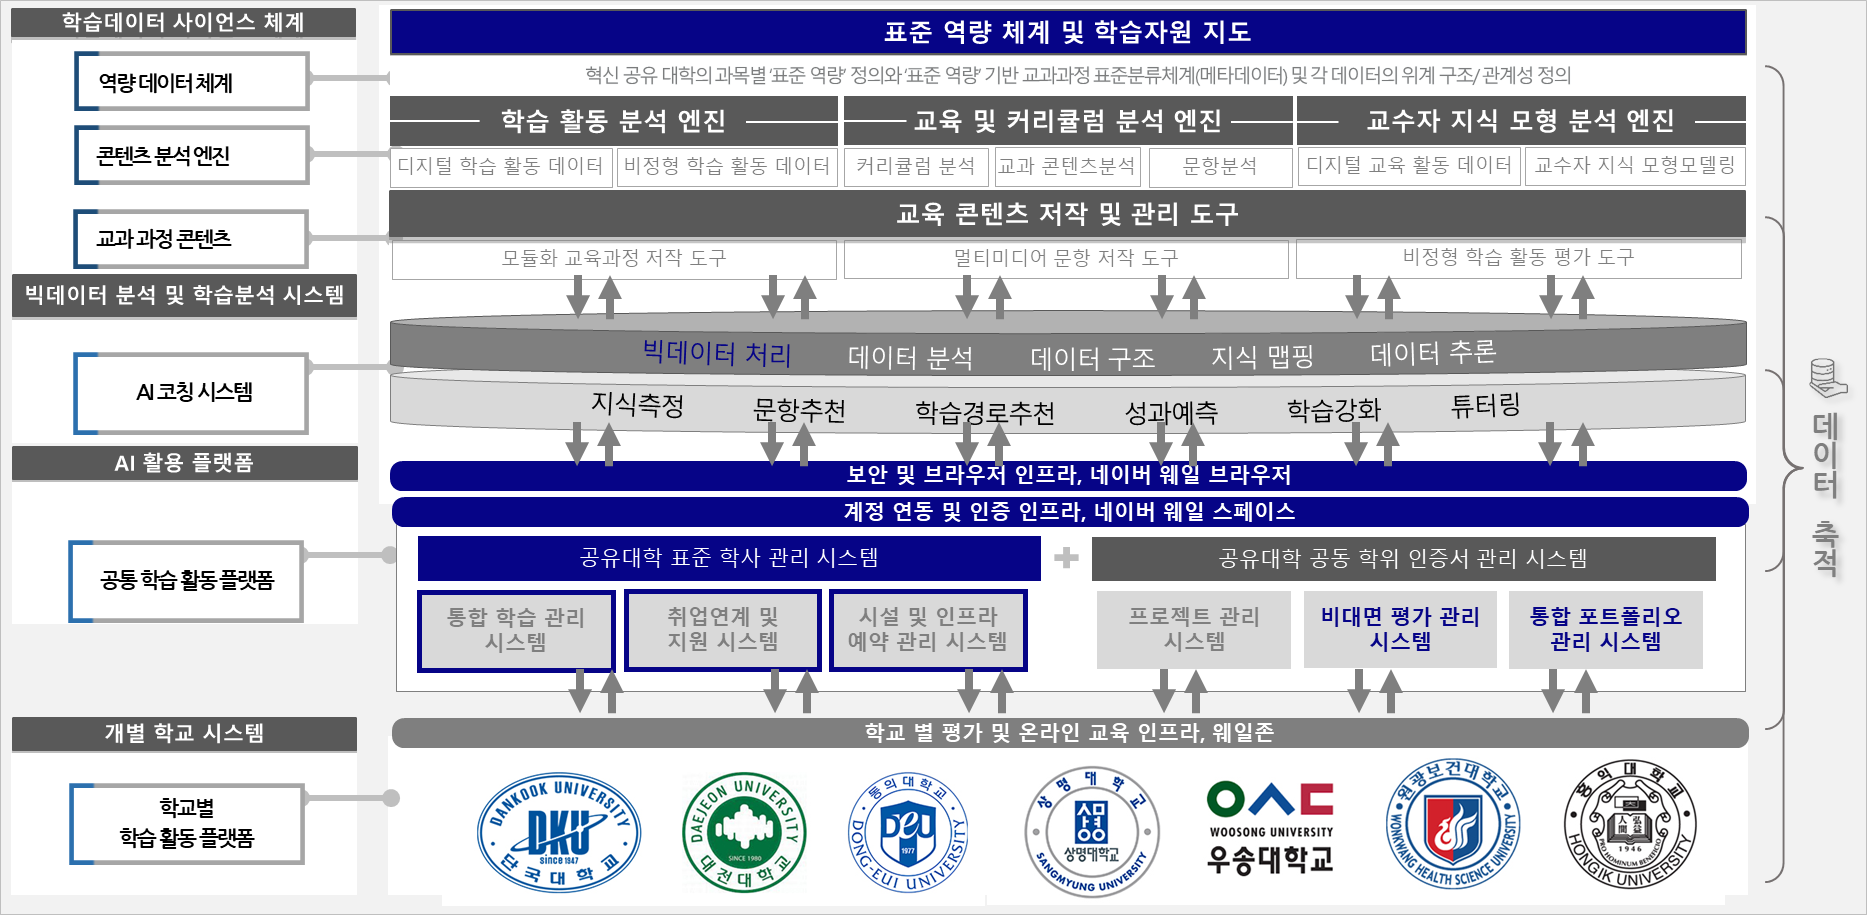 학습데이터 사이언스 체계
역량 데이터 체계
콘텐츠 분석 엔진
교과 과정 콘텐츠
빅데이터 분석 및 학습분석 시스템
AI 코칭 시스템
AI 활용 플랫폼
공통 학습 활동 플랫폼
개별 학교 시스템
학교별
학습 활동 플랫폼
표준 역량 체계 및 학습자원 지도
혁신 공유 대학의 과목별 '표준 역량' 정의와 '표준 역량' 기반 교과과정 표준분류체계(메타데이터) 및 각 데이터의 위계 구조/ 관계성 정의
학습 활동 분석 엔진
교육 및 커리큘럼 분석 엔진
교수자 지식 모형 분석 엔진
디지털 학습 활동 데이터
비정형 학습 활동 데이터
커리큘럼 분석
교과 콘텐츠분석
문항분석
디지털 교육 활동 데이터
교수자 지식 모형모델링
교육 콘텐츠 저작 및 관리 도구
모듈화 교육과정 저작 도구
멀티미디어 문항 저작 도구
비정형 학습 활동 평가 도구
빅데이터 처리
데이터 분석
데이터 구조
지식 맵핑
데이터 추론
지식측정
문항추천
학습경로추천
성과예측
학습강화
튜터링
보안 및 브라우저 인프라, 네이버 웨일 브라우저
계정 연동 및 인증 인프라, 네이버 웨일 스페이스
공유대학 표준 학사 관리 시스템
공유대학 공동 학위 인증서 관리 시스템
통합 학습 관리
시스템
취업연계 및
지원 시스템
시설 및 인프라
예약 관리 시스템
프로젝트 관리
시스템
비대면 평가 관리
시스템
통합 포트폴리오
관리 시스템
학교 별 평가 및 온라인 교육 인프라, 웨일존
DANKOOK UNIVERSITY
DKU
since 1947
단국대학교
DAEJEON UNIVERSITY
SINCE 1980
대전대학교
동의대학교
DEU
1977
DONG-EUI UNIVERSITY
상명대학교
상명
상명대학교
SANGMYUNG UNIVERSITY
WOOSONG UNIVERSITY
우송대학교
원광보건대학교
WONKWANG HEALTH SCIENCE UNIVERSITY
홍익대학교
人間 弘益
PRO HOMINUM BENEFICIO
1946
HONGIK UNIVERSITY
데이터 축적